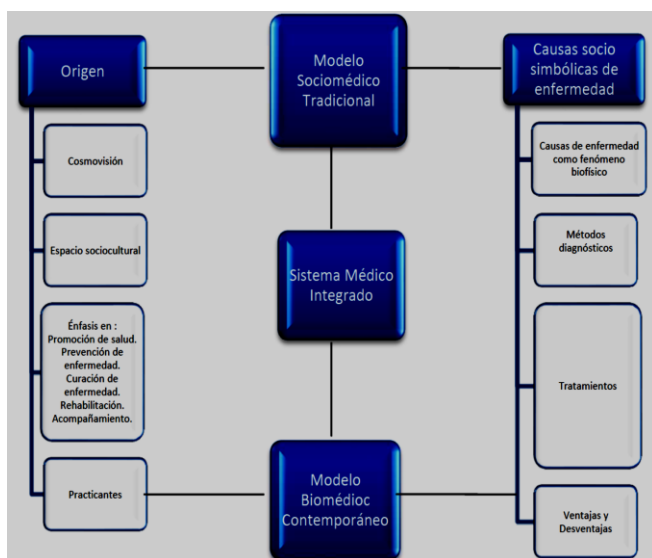 Origen
Modelo
Sociomédico
Tradicional
Causas socio
simbólicas de
enfermedad
Cosmovisión
Causas de enfermedad
como fenómeno
biofísico
Espacio sociocultural
Sistema Médico
Integrado
Métodos
diagnósticos
Énfasis en :
Promoción de salud.
Prevención de
enfermedad.
Curación de
enfermedad.
Rehabilitación.
Acompañamiento.
Tratamientos
Practicantes
Modelo
Biomédioc
Contemporáneo
Ventajas y
Desventajas